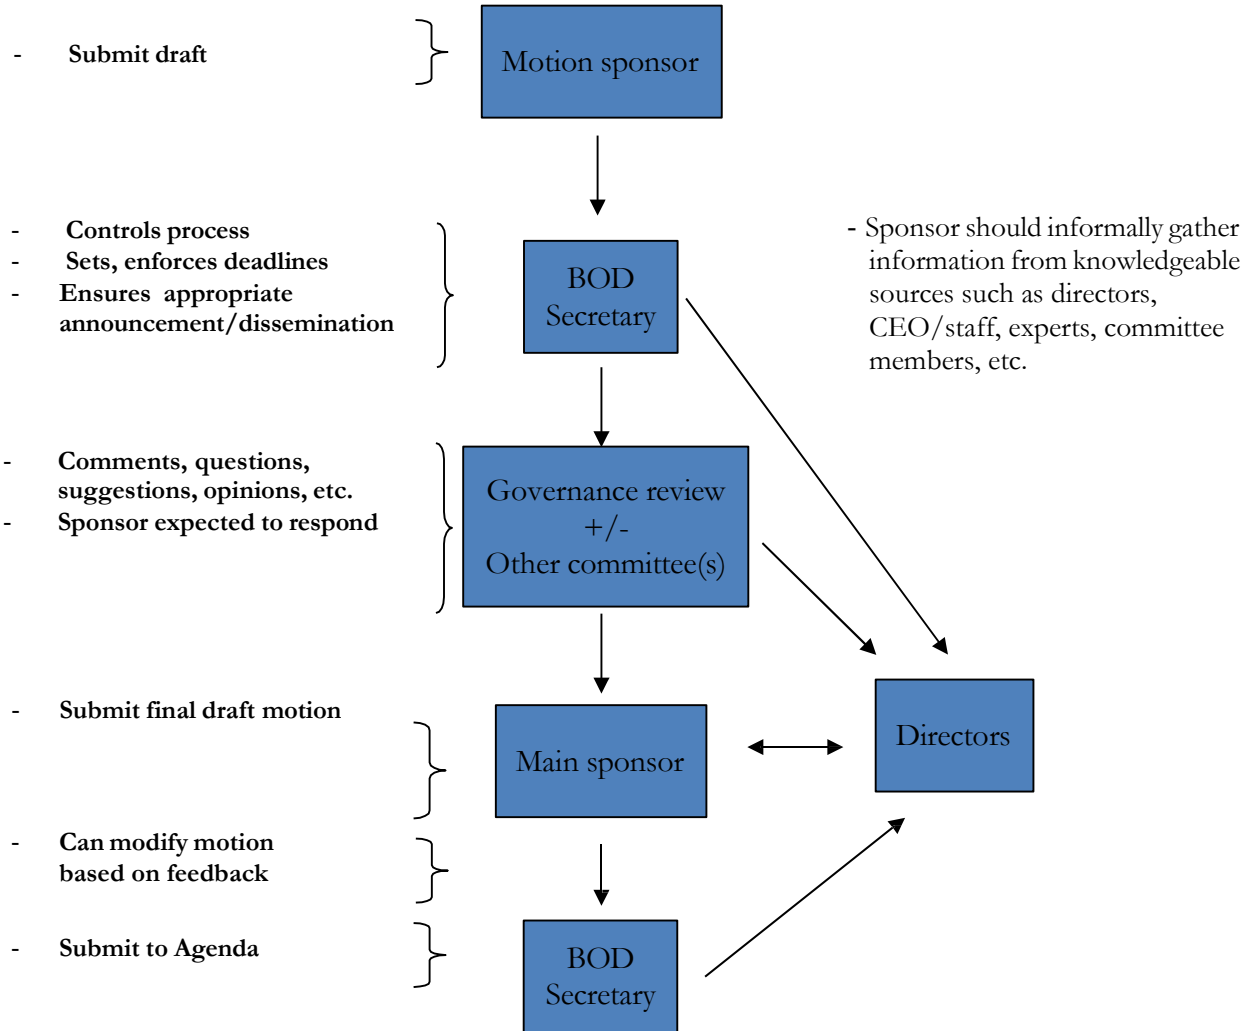 - Submit draft
Motion sponsor
- Controls process
- Sets, enforces deadlines
- Ensures appropriate
announcement/dissemination
BOD
Secretary
- Sponsor should informally gather
information from knowledgeable
sources such as directors,
CEO/staff, experts, committee
members, etc.
- Comments, questions,
suggestions, opinions, etc.
- Sponsor expected to respond
Governance review
+/-
Other committee(s)
- Submit final draft motion
Main sponsor
Directors
- Can modify motion
based on feedback
- Submit to Agenda
BOD
Secretary